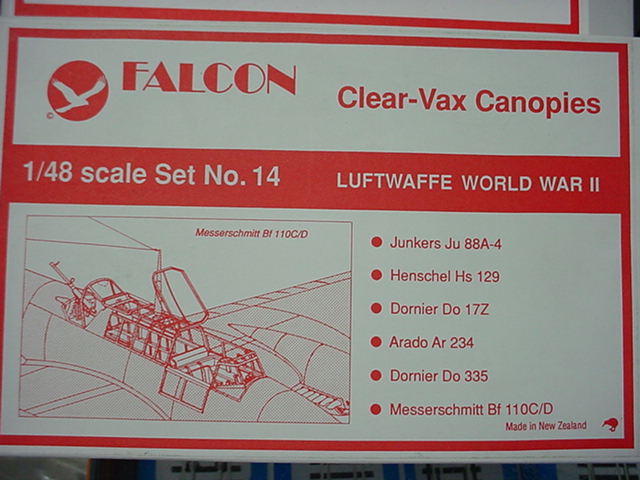 FALCON
©
Clear-Vax Canopies
1/48 scale Set No. 14
LUFTWAFFE WORLD WAR II
Messerschmitt Bf 110C/D
Junkers Ju 88A-4
Henschel Hs 129
Dornier Do 17Z
Arado Ar 234
Dornier Do 335
Messerschmitt Bf 110C/D
Made in New Zealand